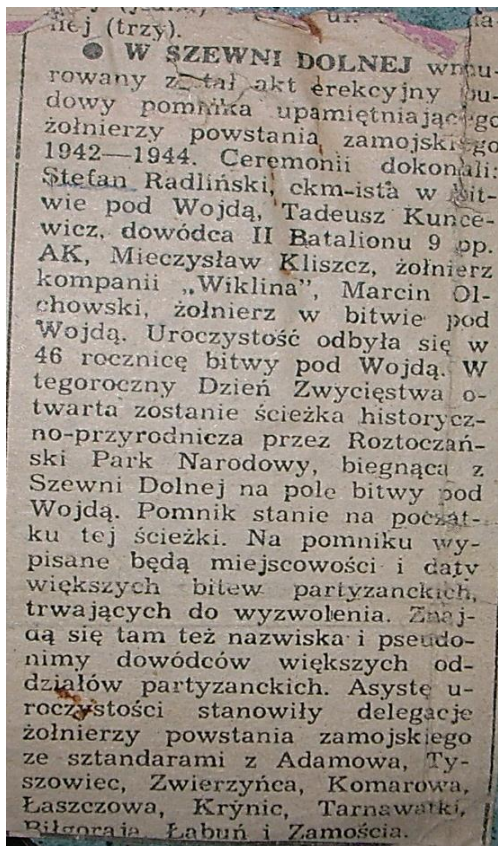 nej (trzy).
● W SZEWNI DOLNEJ wmu-
rowany został akt erekcyjny bu-
dowy pomnika upamiętniającego
żołnierzy powstania zamojskiego
1942—1944. Ceremonii dokonali:
Stefan Radliński, ckm-ista w bit-
wie pod Wojdą, Tadeusz Kunce-
wicz, dowódca II Batalionu 9 pp.
AK, Mieczysław Kliszcz, żołnierz
kompanii „Wiklina”, Marcin Ol-
chowski, żołnierz w bitwie pod
Wojdą. Uroczystość odbyła się w
46 rocznicę bitwy pod Wojdą. W
tegoroczny Dzień Zwycięstwa o-
twarta zostanie ścieżka historycz-
no-przyrodnicza przez Roztoczań-
ski Park Narodowy, biegnąca z
Szewni Dolnej na pole bitwy pod
Wojdą. Pomnik stanie na począt-
ku tej ścieżki. Na pomniku wy-
pisane będą miejscowości i daty
większych bitew partyzanckich,
trwających do wyzwolenia. Znaj-
dą się tam też nazwiska i pseudo-
nimy dowódców większych od-
działów partyzanckich. Asystę u-
roczystości stanowiły delegacje
żołnierzy powstania zamojskiego
ze sztandarami z Adamowa, Ty-
szowiec, Zwierzyńca, Komarowa,
Łaszczowa, Krynic, Tarnawatki,
Biłgoraja, Łabuń i Zamościa.